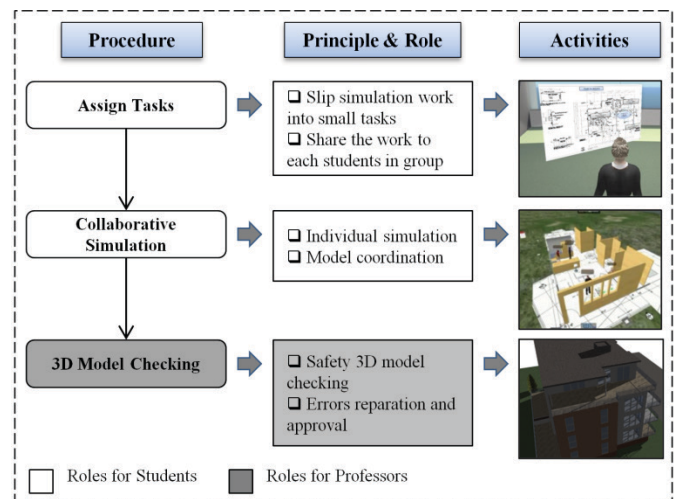 Procedure
Principle & Role
Activities
Assign Tasks
❑ Slip simulation work
into small tasks
❑ Share the work to
each students in group
Collaborative
Simulation
❑ Individual simulation
❑ Model coordination
3D Model Checking
❑ Safety 3D model
checking
❑ Errors reparation and
approval
Roles for Students
Roles for Professors